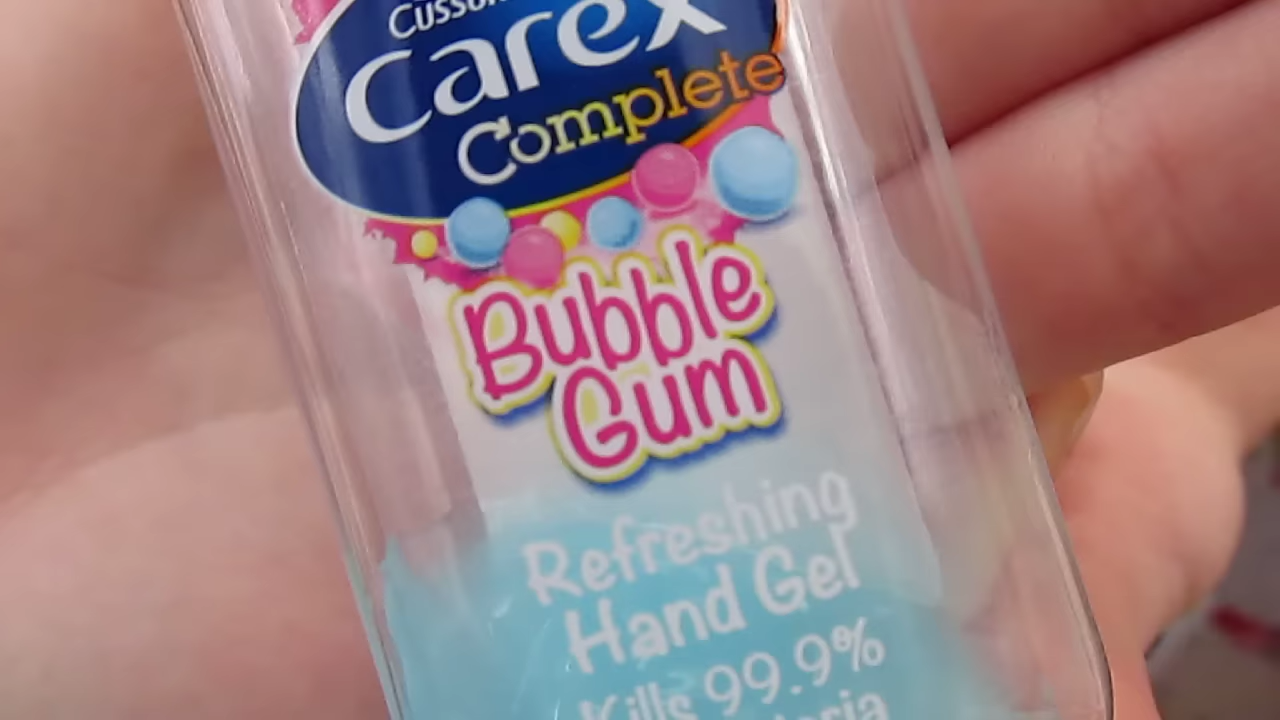 Carex
Complete
Bubble
Gum
Refreshing
Hand Gel
Kills 99.9%